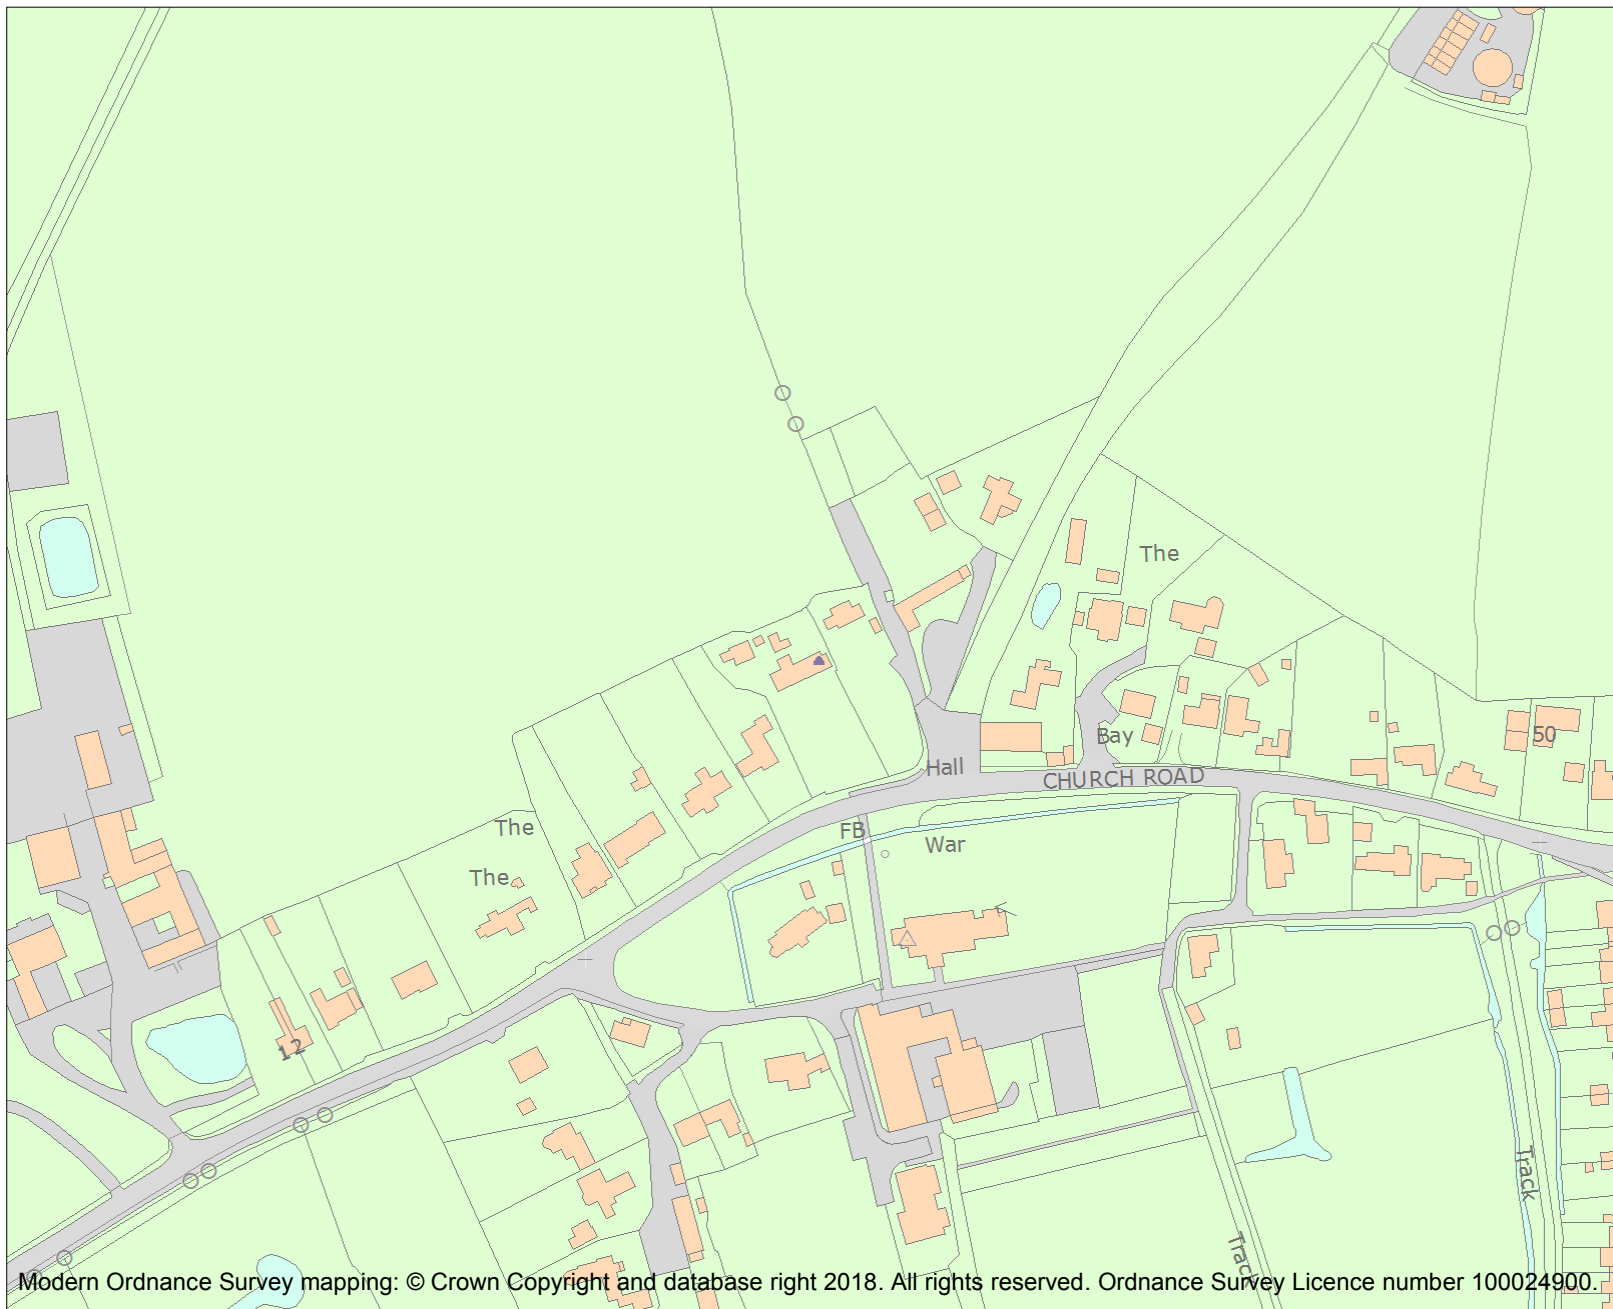 The
Bay
50
Hall
CHURCH ROAD
The
FB
War
The
12
Track
Track
Modern Ordnance Survey mapping: © Crown Copyright and database right 2018. All rights reserved. Ordnance Survey Licence number 100024900.